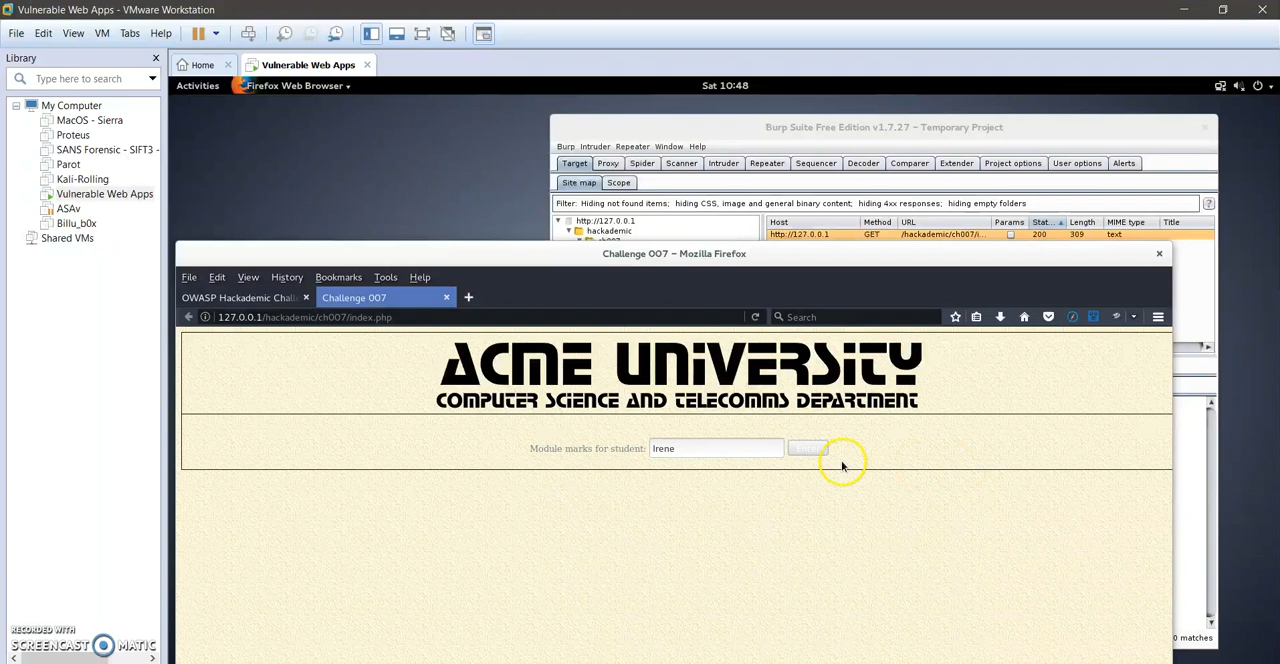 Vulnerable Web Apps - VMware Workstation
File Edit View VM Tabs Help
Library
Type here to search
My Computer
MacOS - Sierra
Proteus
SANS Forensic - SIFT3 -
Parot
Kali-Rolling
Vulnerable Web Apps
ASAv
Billu_b0x
Shared VMs
Home Vulnerable Web Apps
Activities Firefox Web Browser Sat 10:48
Burp Suite Free Edition v1.7.27 - Temporary Project
Burp Intruder Repeater Window Help
Target Proxy Spider Scanner Intruder Repeater Sequencer Decoder Comparer Extender Project options User options Alerts
Site map Scope
Filter: Hiding not found items; hiding CSS, image and general binary content; hiding 4xx responses; hiding empty folders ?
http://127.0.0.1
hackademic
Host Method URL Params Stat... Length MIME type Title
http://127.0.0.1 GET /hackademic/ch007/i... 200 309 text
Challenge 007 - Mozilla Firefox
File Edit View History Bookmarks Tools Help
OWASP Hackademic Chall Challenge 007
127.0.0.1/hackademic/ch007/index.php Search
ACME UNIVERSITY
COMPUTER SCIENCE AND TELECOMMS DEPARTMENT
Module marks for student: Irene
0 matches
RECORDED WITH
SCREENCAST MATIC